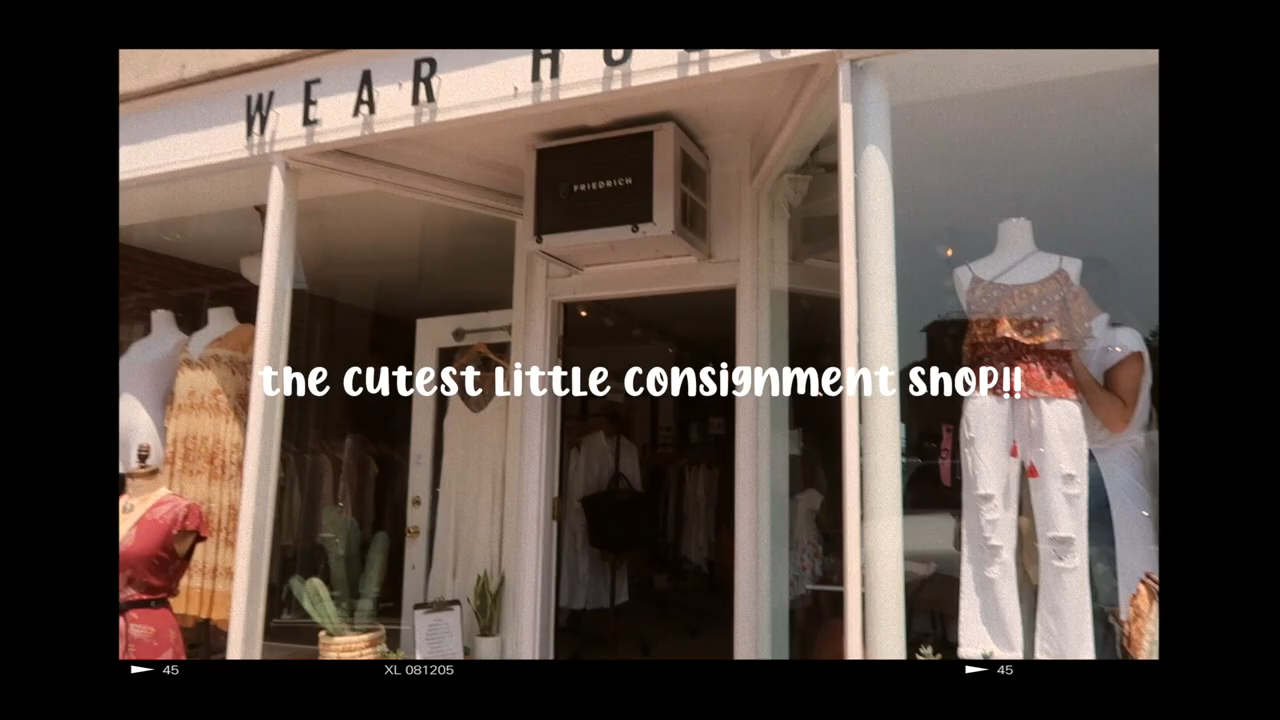 WEAR
FRIEDRICH
the cutest little consignment shop!!
45
XL 081205
45